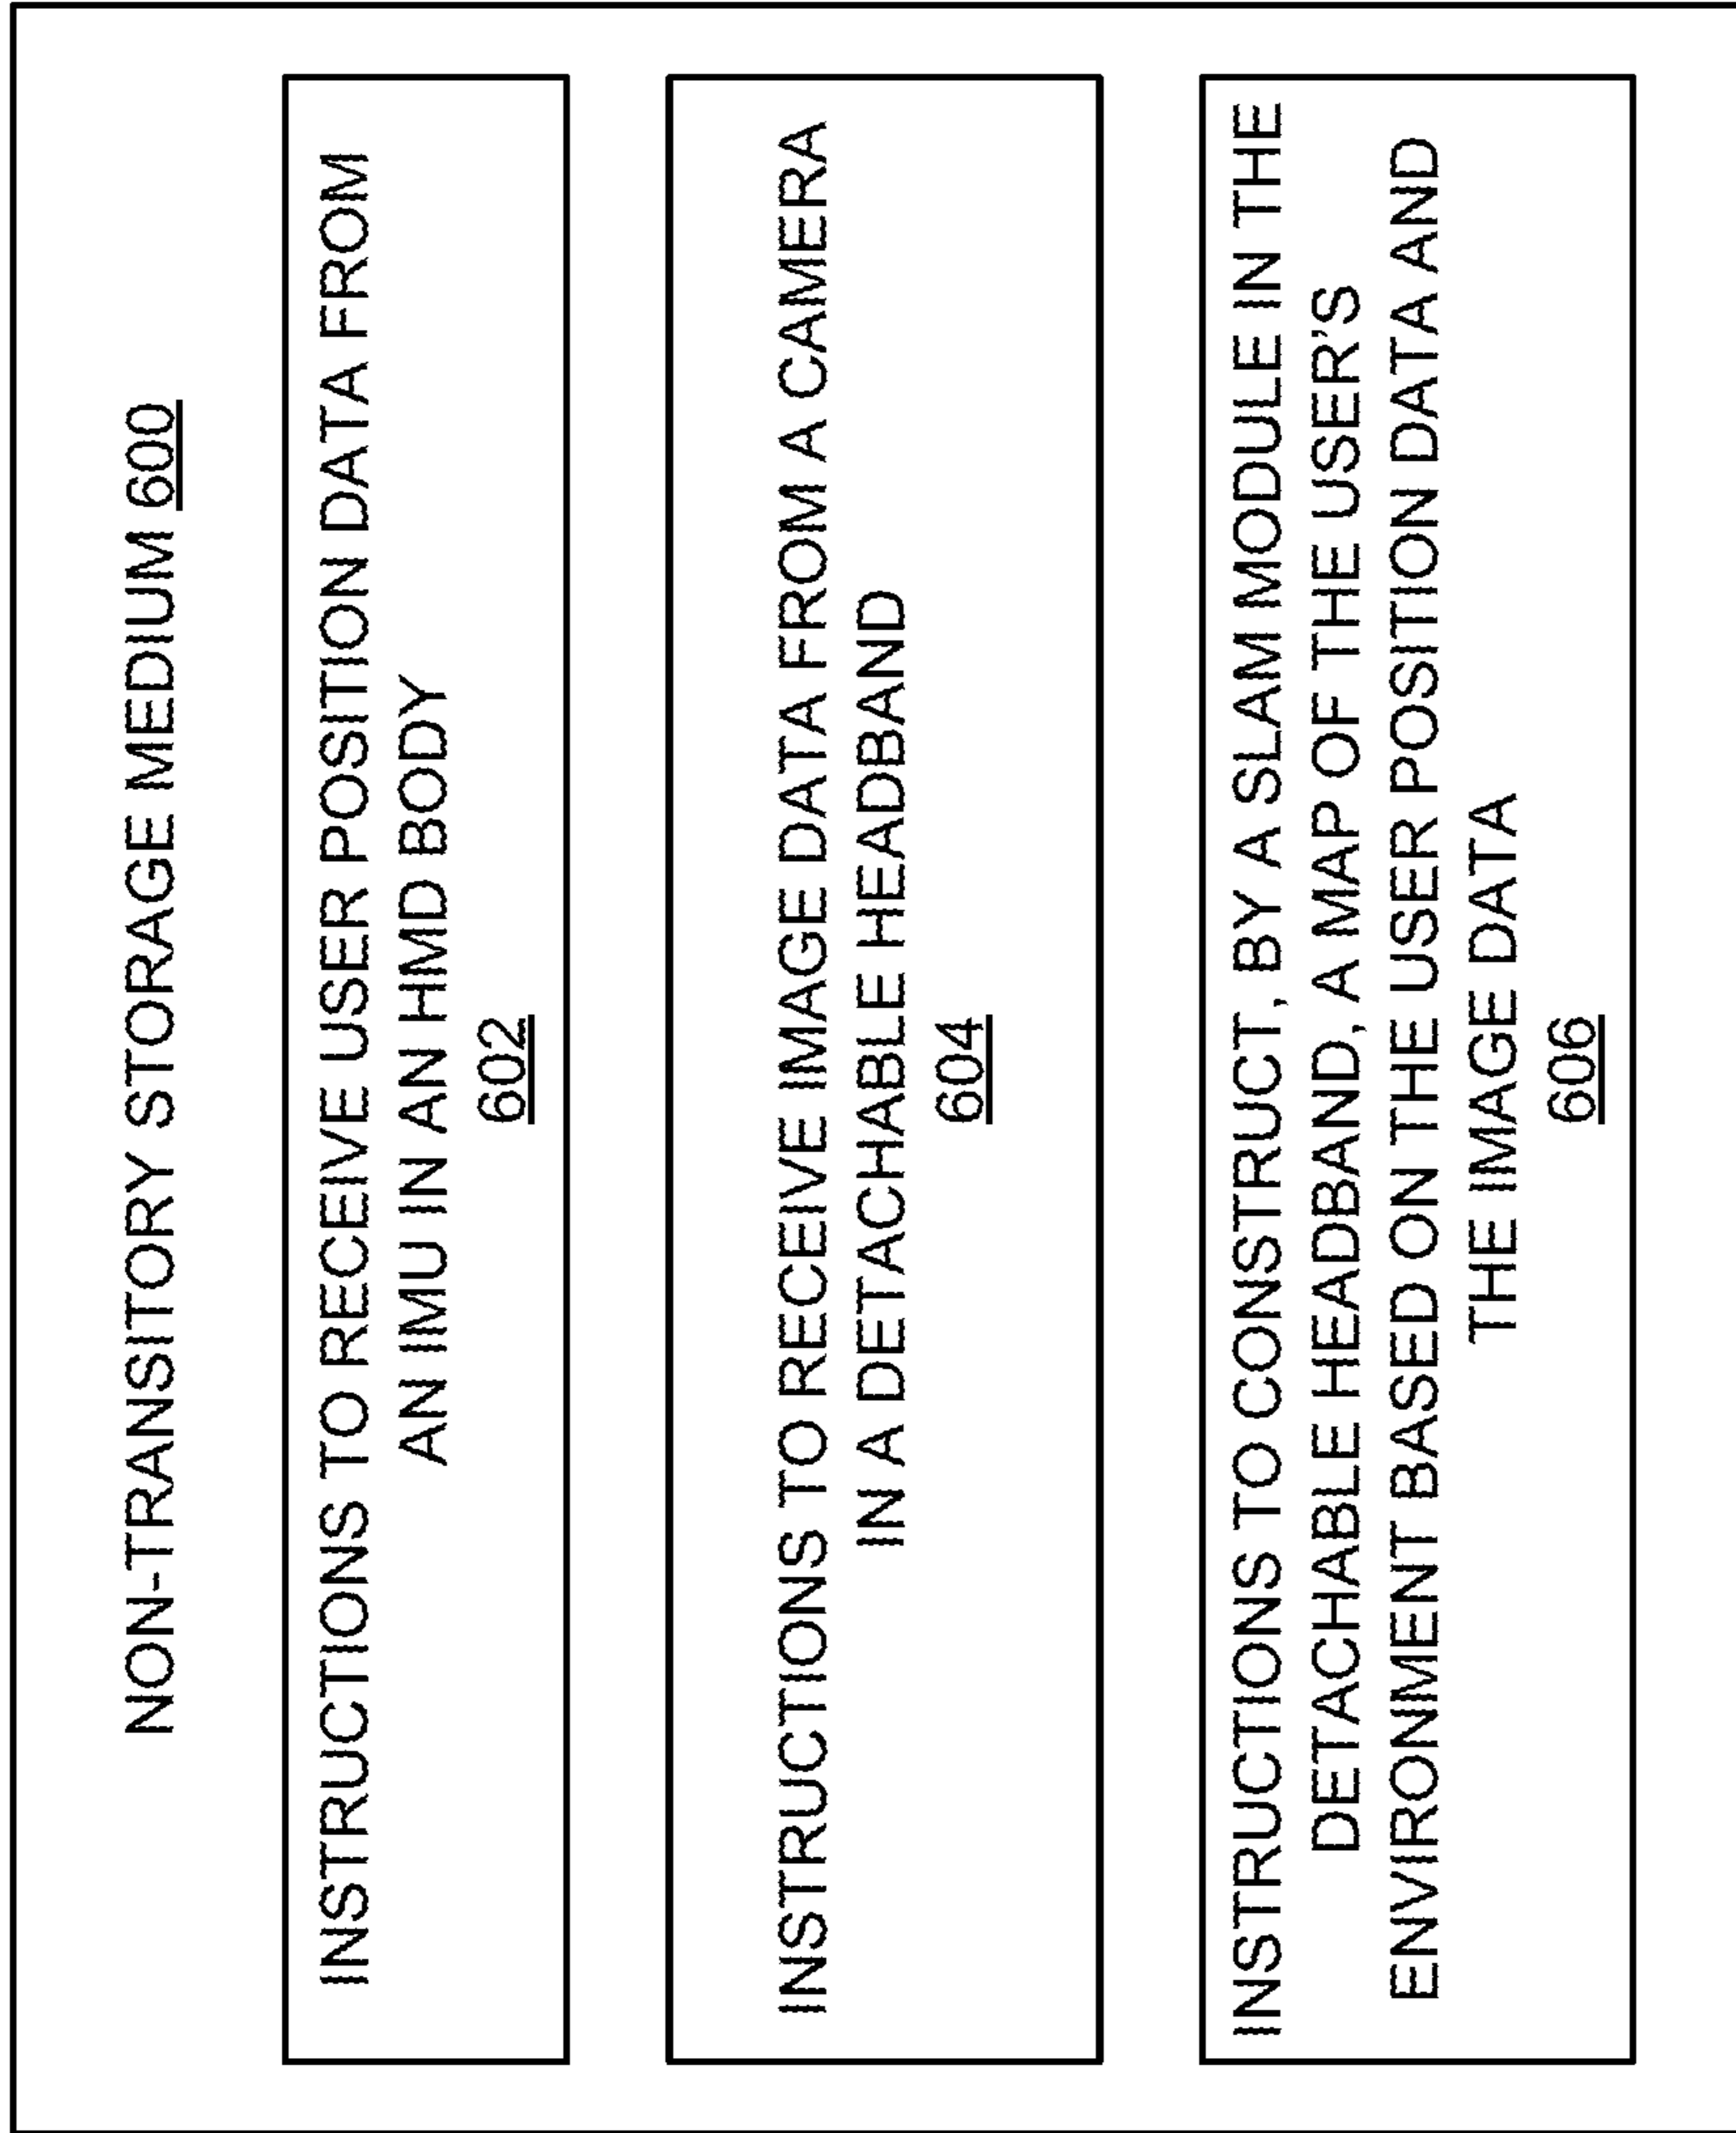 NON-TRANSITORY STORAGE MEDIUM 600
INSTRUCTIONS TO RECEIVE USER POSITION DATA FROM
AN IMU IN AN HMD BODY
602
INSTRUCTIONS TO RECEIVE IMAGE DATA FROM A CAMERA
IN A DETACHABLE HEADBAND
604
INSTRUCTIONS TO CONSTRUCT, BY A SLAM MODULE IN THE
DETACHABLE HEADBAND, A MAP OF THE USER'S
ENVIRONMENT BASED ON THE USER POSITION DATA AND
THE IMAGE DATA
606